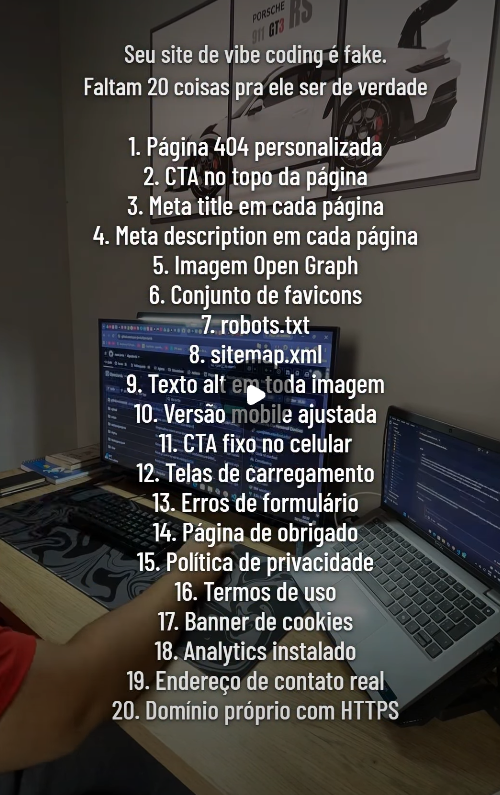 PORSCHE
911 GT3 RS
Seu site de vibe coding é fake.
Faltam 20 coisas pra ele ser de verdade
1. Página 404 personalizada
2. CTA no topo da página
3. Meta title em cada página
4. Meta description em cada página
5. Imagem Open Graph
6. Conjunto de favicons
7. robots.txt
8. sitemap.xml
9. Texto alt em toda imagem
10. Versão mobile ajustada
11. CTA fixo no celular
12. Telas de carregamento
13. Erros de formulário
14. Página de obrigado
15. Política de privacidade
16. Termos de uso
17. Banner de cookies
18. Analytics instalado
19. Endereço de contato real
20. Domínio próprio com HTTPS